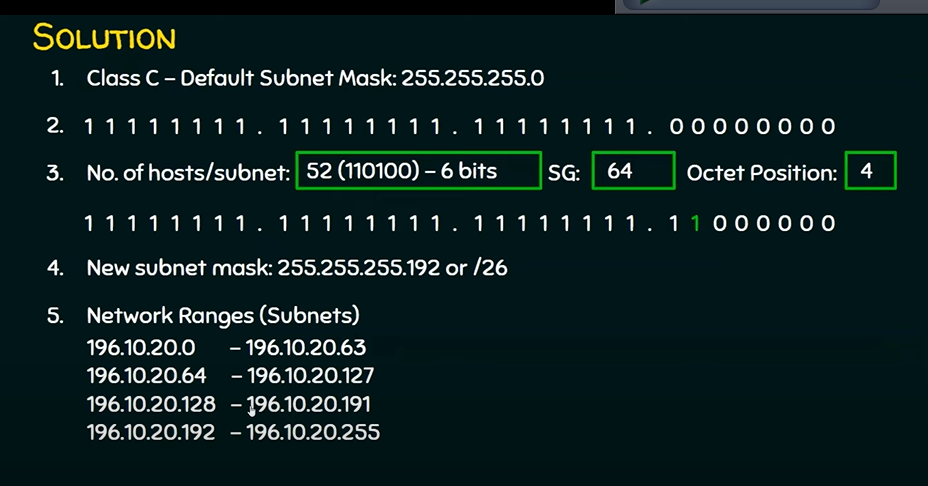 SOLUTION
1. Class C – Default Subnet Mask: 255.255.255.0
2. 1 1 1 1 1 1 1 1 . 1 1 1 1 1 1 1 1 . 1 1 1 1 1 1 1 1 . 0 0 0 0 0 0 0 0
3. No. of hosts/subnet: 52 (110100) – 6 bits SG: 64 Octet Position: 4
1 1 1 1 1 1 1 1 . 1 1 1 1 1 1 1 1 . 1 1 1 1 1 1 1 1 . 1 1 0 0 0 0 0 0
4. New subnet mask: 255.255.255.192 or /26
5. Network Ranges (Subnets)
196.10.20.0 – 196.10.20.63
196.10.20.64 – 196.10.20.127
196.10.20.128 – 196.10.20.191
196.10.20.192 – 196.10.20.255